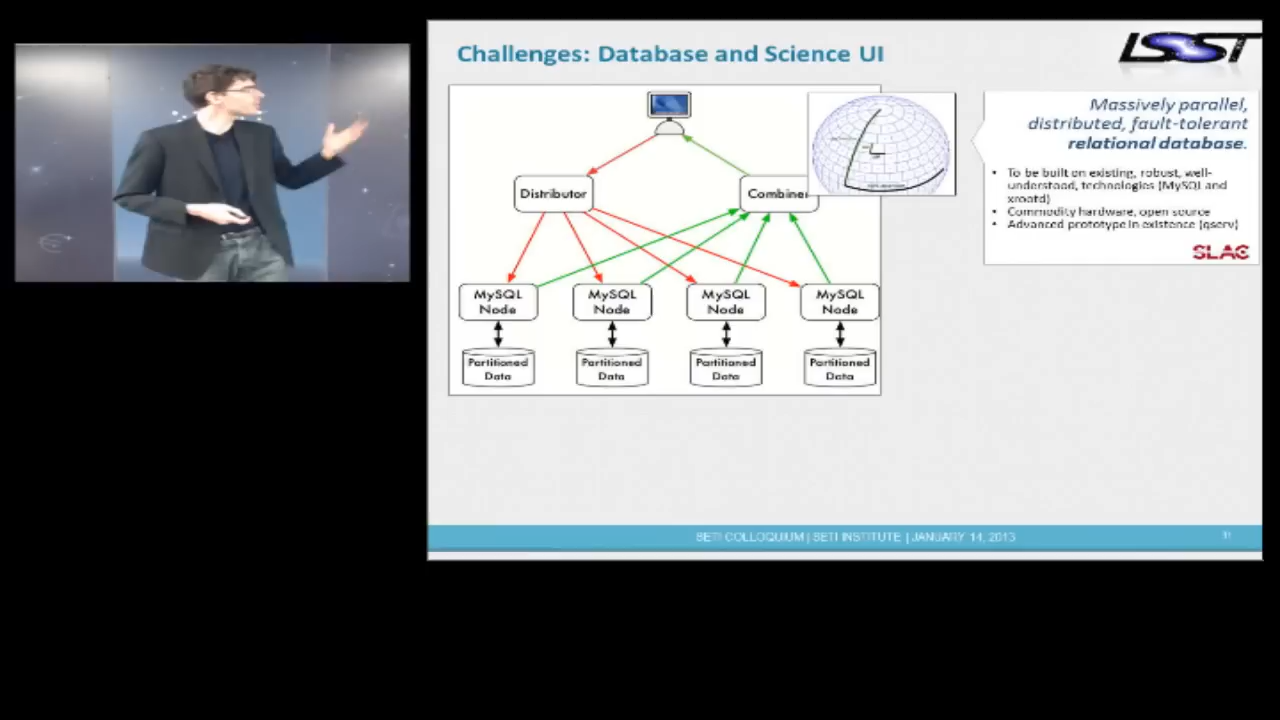 Challenges: Database and Science UI
LSST
Distributor
Combiner
MySQL
Node
MySQL
Node
MySQL
Node
MySQL
Node
Partitioned
Data
Partitioned
Data
Partitioned
Data
Partitioned
Data
Massively parallel,
distributed, fault-tolerant
relational database.
• To be built on existing, robust, well-
understood, technologies (MySQL and
xrootd)
• Commodity hardware, open source
• Advanced prototype in existence (qserv)
SLAC
SETI COLLOQUIUM | SETI INSTITUTE | JANUARY 14, 2013
31